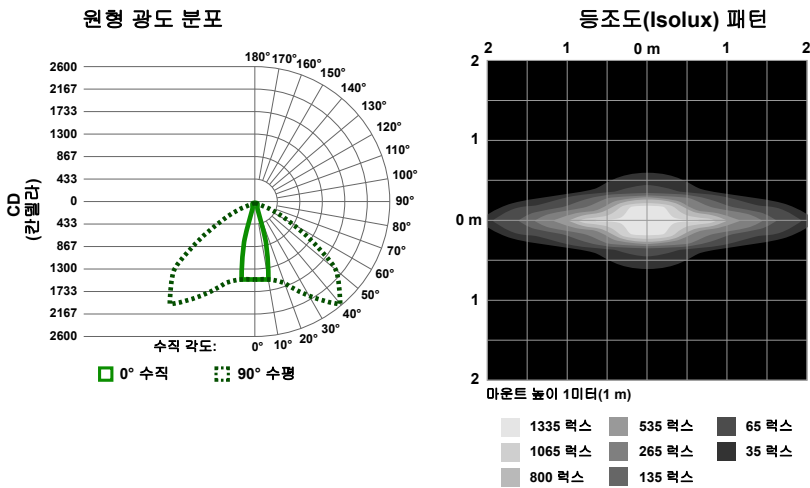 원형 광도 분포
2600
2167
1733
1300
867
433
0
433
867
1300
1733
2167
2600
CD
(칸델라)
180°
170°
160°
150°
140°
130°
120°
110°
100°
90°
80°
70°
60°
50°
40°
30°
20°
10°
0°
수직 각도:
0° 수직
90° 수평
등조도(Isolux) 패턴
2 1 0 m 1 2
2
1
0 m
1
2
마운트 높이 1미터(1 m)
1335 럭스
1065 럭스
800 럭스
535 럭스
265 럭스
135 럭스
65 럭스
35 럭스